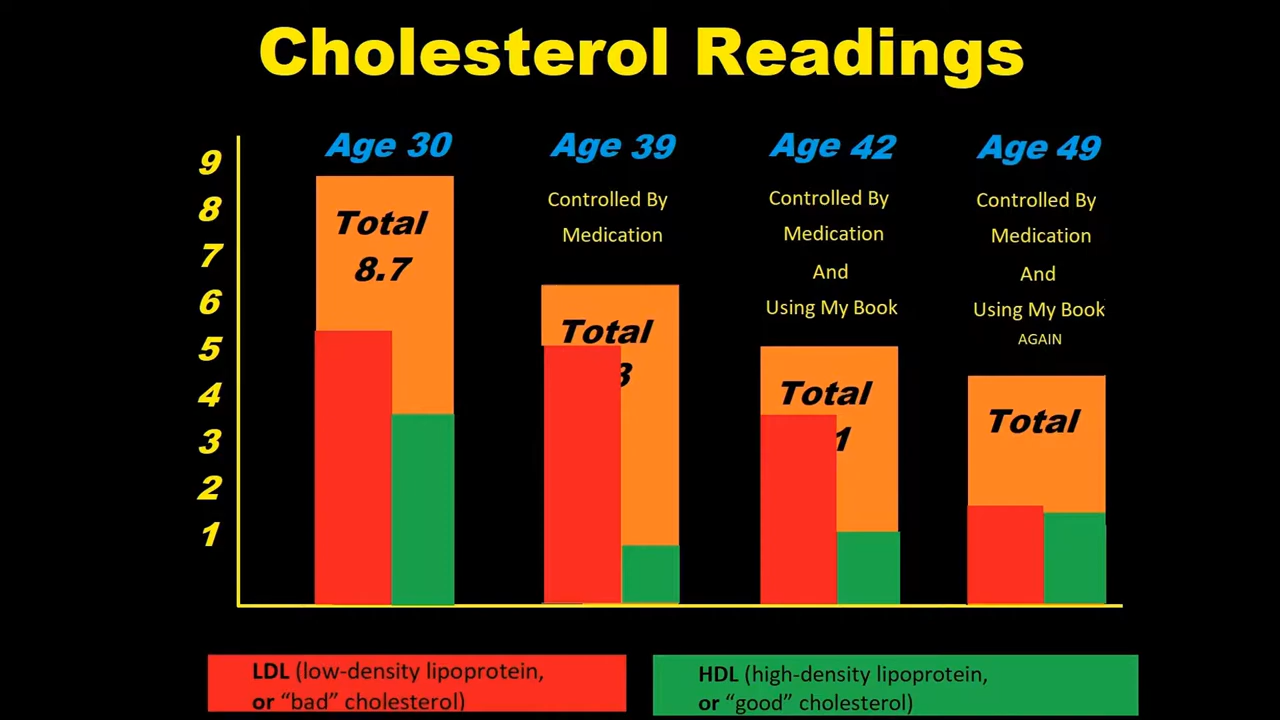 Cholesterol Readings
Age 30
Age 39
Age 42
Age 49
9
8
7
6
5
4
3
2
1
Total
8.7
Controlled By
Medication
Total
3
Controlled By
Medication
And
Using My Book
Total
1
Controlled By
Medication
And
Using My Book
AGAIN
Total
LDL (low-density lipoprotein,
or “bad” cholesterol)
HDL (high-density lipoprotein,
or “good” cholesterol)